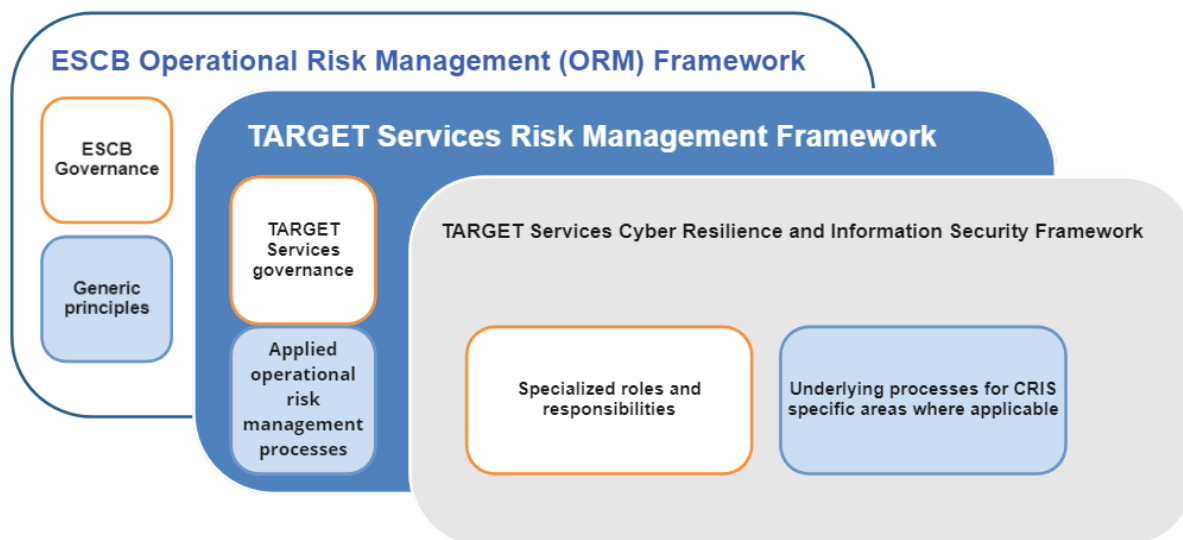 ESCB Operational Risk Management (ORM) Framework
ESCB
Governance
Generic
principles
TARGET Services Risk Management Framework
TARGET
Services
governance
Applied
operational
risk
management
processes
TARGET Services Cyber Resilience and Information Security Framework
Specialized roles and
responsibilities
Underlying processes for CRIS
specific areas where applicable